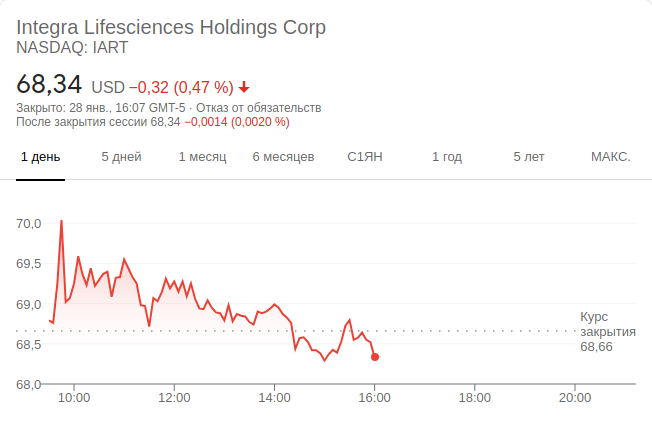 Integra Lifesciences Holdings Corp
NASDAQ: IART
68,34 USD −0,32 (0,47 %)
Закрыто: 28 янв., 16:07 GMT-5 · Отказ от обязательств
После закрытия сессии 68,34 −0,0014 (0,0020 %)
1 день 5 дней 1 месяц 6 месяцев С1ЯН 1 год 5 лет МАКС.
70,0
69,5
69,0
Курс
закрытия
68,66
68,5
68,0
10:00 12:00 14:00 16:00 18:00 20:00